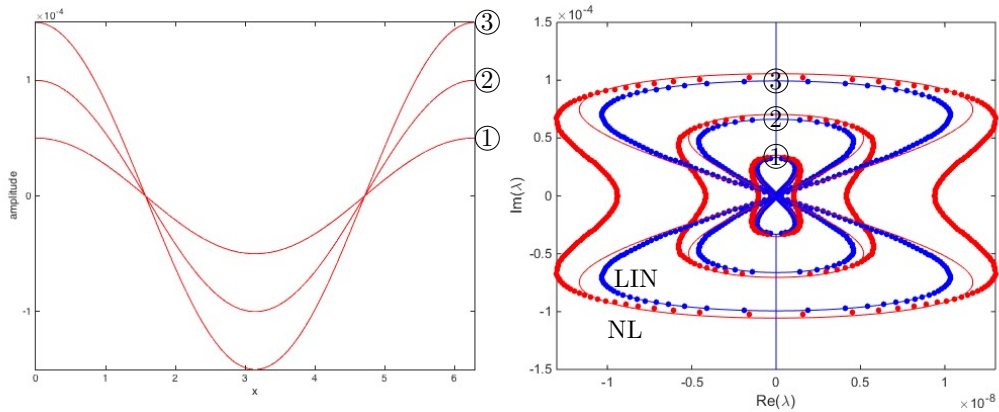 ×10⁻⁴
1
0
-1
amplitude
0 1 2 3 4 5 6
x
③
②
①
×10⁻⁴
1.5
1
0.5
0
-0.5
-1
-1.5
Im(λ)
③
②
①
LIN
NL
-1 -0.5 0 0.5 1
Re(λ)
×10⁻⁸